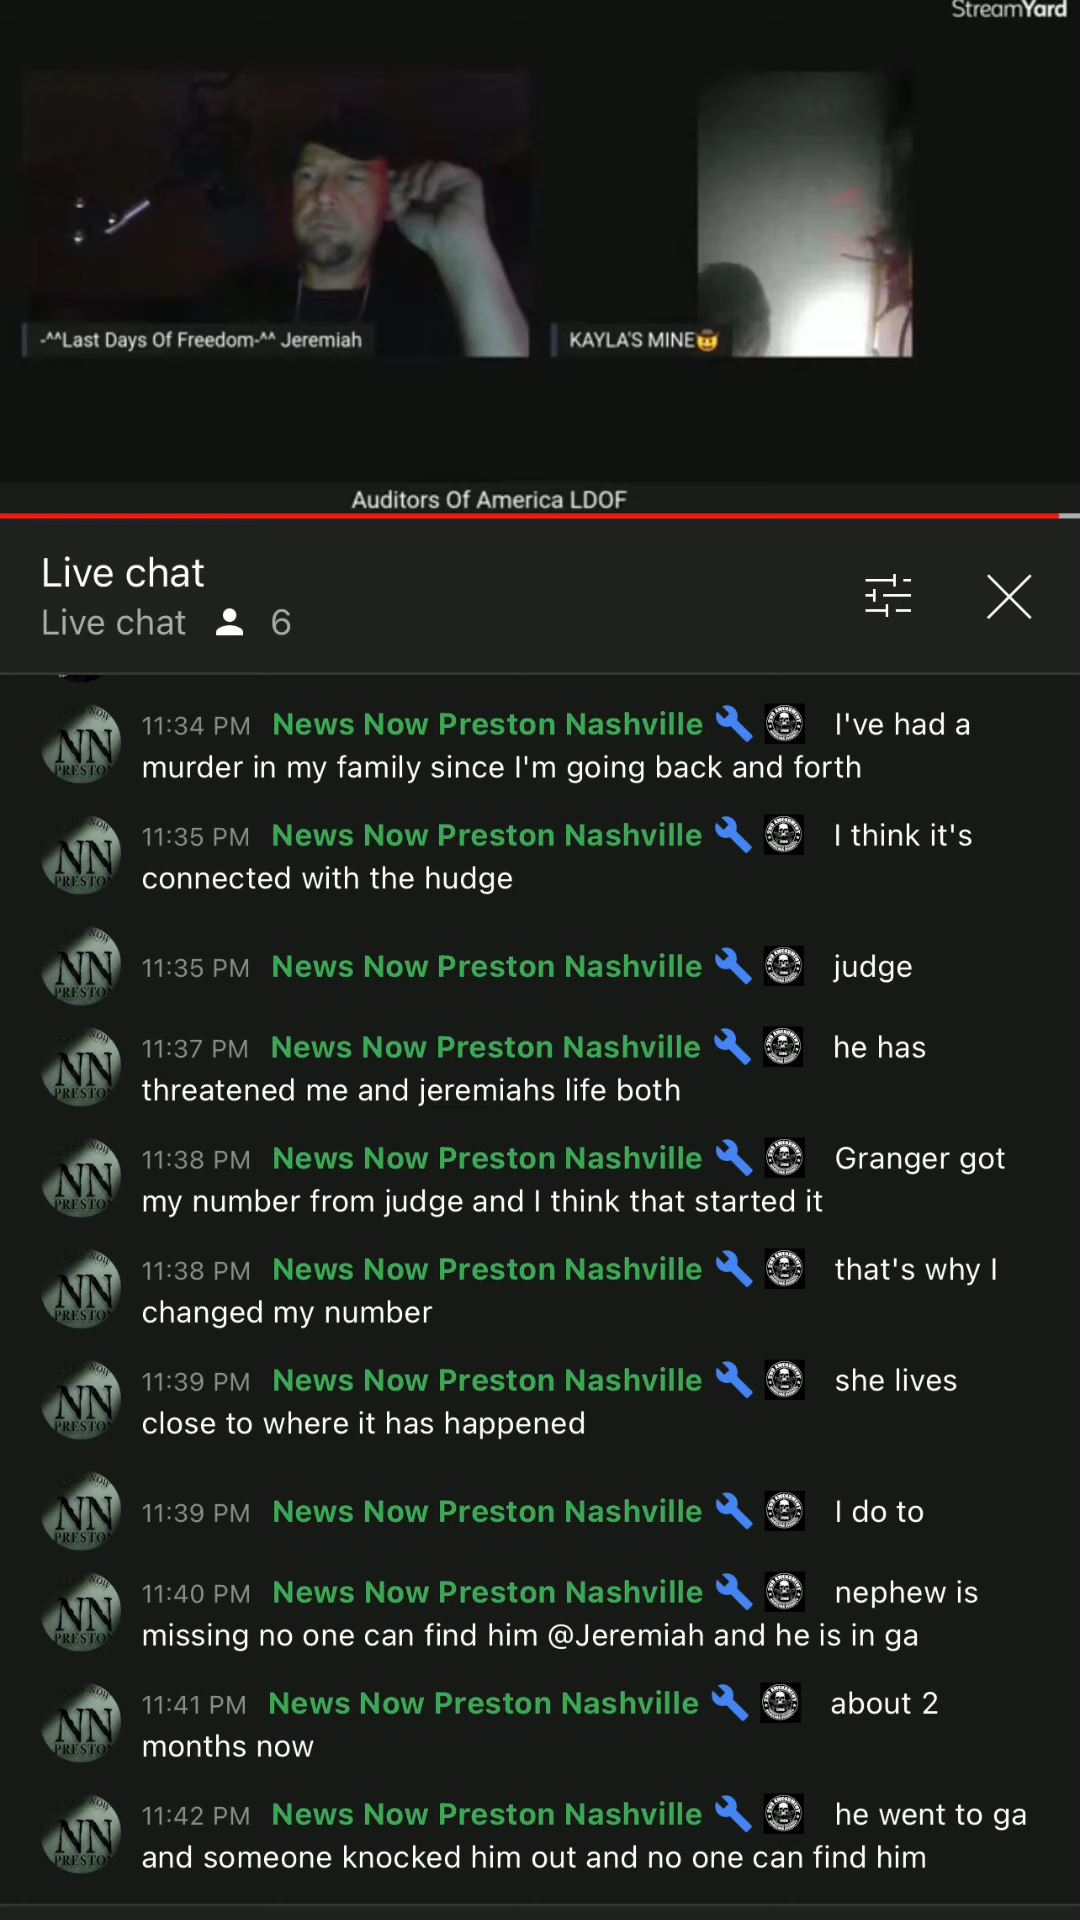 StreamYard
-^^Last Days Of Freedom-^^ Jeremiah
KAYLA'S MINE🤠
Auditors Of America LDOF
Live chat
Live chat 6
11:34 PM News Now Preston Nashville I've had a
murder in my family since I'm going back and forth
11:35 PM News Now Preston Nashville I think it's
connected with the hudge
11:35 PM News Now Preston Nashville judge
11:37 PM News Now Preston Nashville he has
threatened me and jeremiahs life both
11:38 PM News Now Preston Nashville Granger got
my number from judge and I think that started it
11:38 PM News Now Preston Nashville that's why I
changed my number
11:39 PM News Now Preston Nashville she lives
close to where it has happened
11:39 PM News Now Preston Nashville I do to
11:40 PM News Now Preston Nashville nephew is
missing no one can find him @Jeremiah and he is in ga
11:41 PM News Now Preston Nashville about 2
months now
11:42 PM News Now Preston Nashville he went to ga
and someone knocked him out and no one can find him